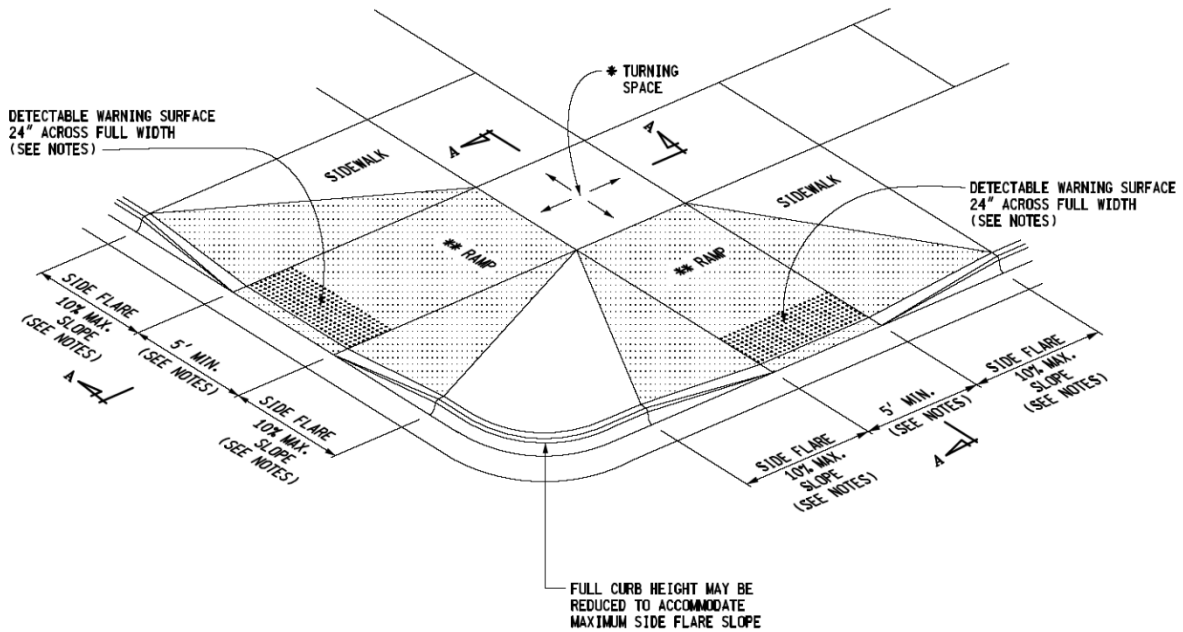 * TURNING
SPACE
DETECTABLE WARNING SURFACE
24" ACROSS FULL WIDTH
(SEE NOTES)
A
A
SIDEWALK
SIDEWALK
DETECTABLE WARNING SURFACE
24" ACROSS FULL WIDTH
(SEE NOTES)
** RAMP
** RAMP
SIDE FLARE
10% MAX.
SLOPE
(SEE NOTES)
5' MIN.
(SEE NOTES)
A
SIDE FLARE
10% MAX.
SLOPE
(SEE NOTES)
SIDE FLARE
10% MAX.
SLOPE
(SEE NOTES)
5' MIN.
(SEE NOTES)
A
SIDE FLARE
10% MAX.
SLOPE
(SEE NOTES)
FULL CURB HEIGHT MAY BE
REDUCED TO ACCOMMODATE
MAXIMUM SIDE FLARE SLOPE